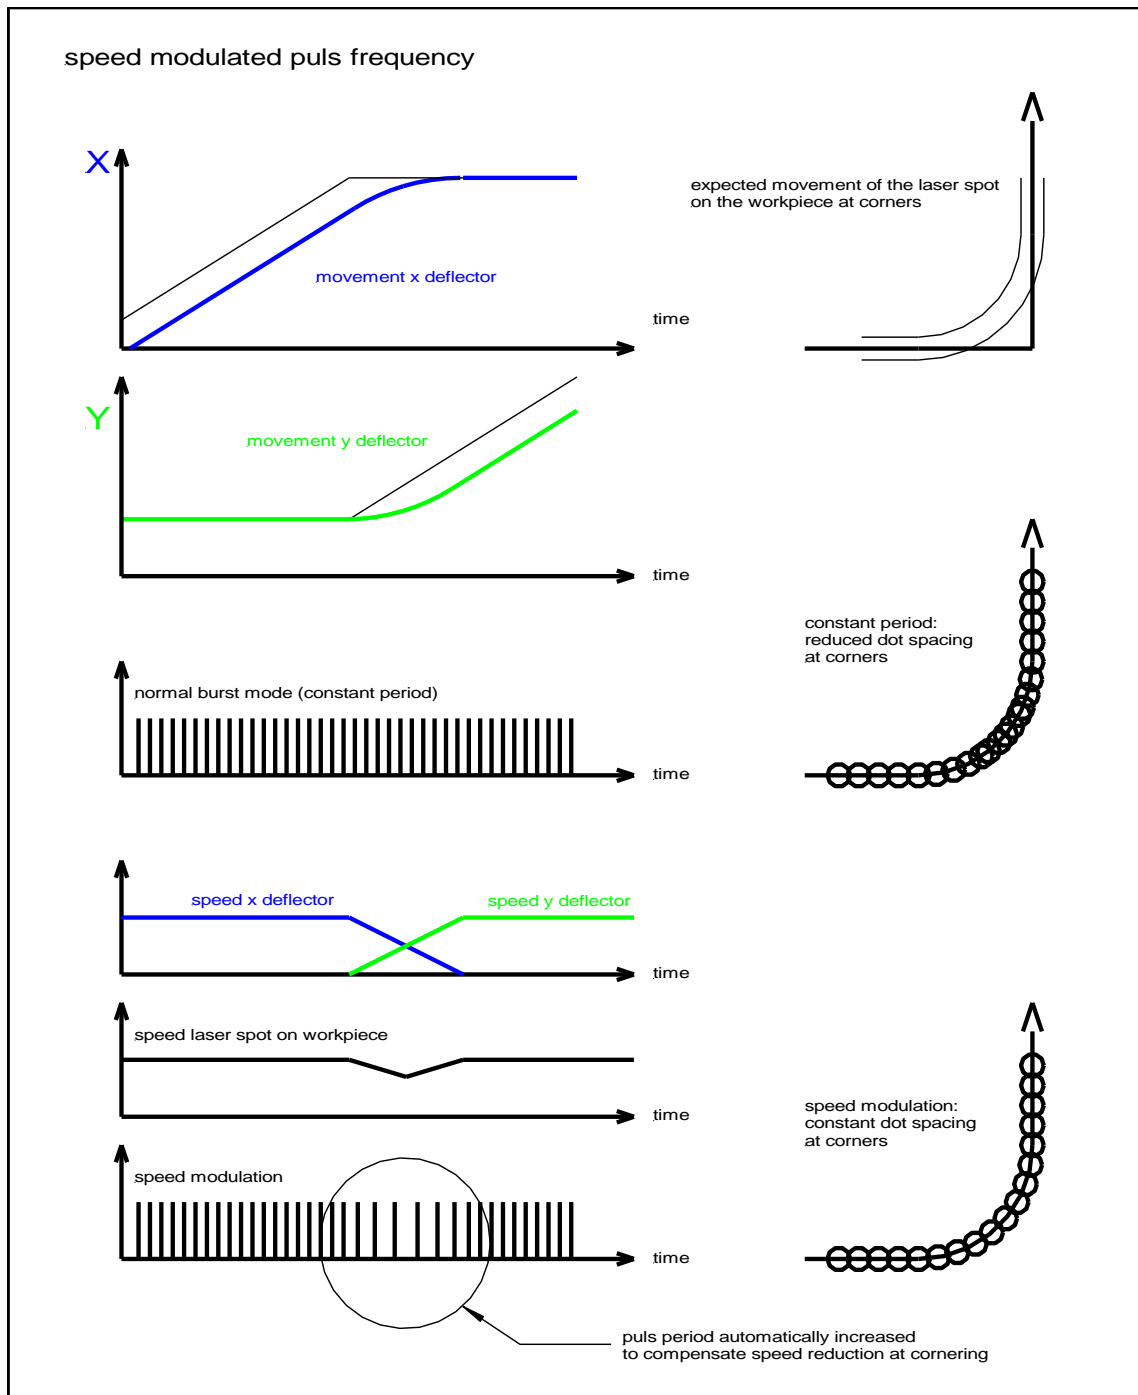 speed modulated puls frequency
X
expected movement of the laser spot
on the workpiece at corners
movement x deflector
time
Y
movement y deflector
time
constant period:
reduced dot spacing
at corners
normal burst mode (constant period)
time
speed x deflector
speed y deflector
time
speed laser spot on workpiece
time
speed modulation:
constant dot spacing
at corners
speed modulation
time
puls period automatically increased
to compensate speed reduction at cornering